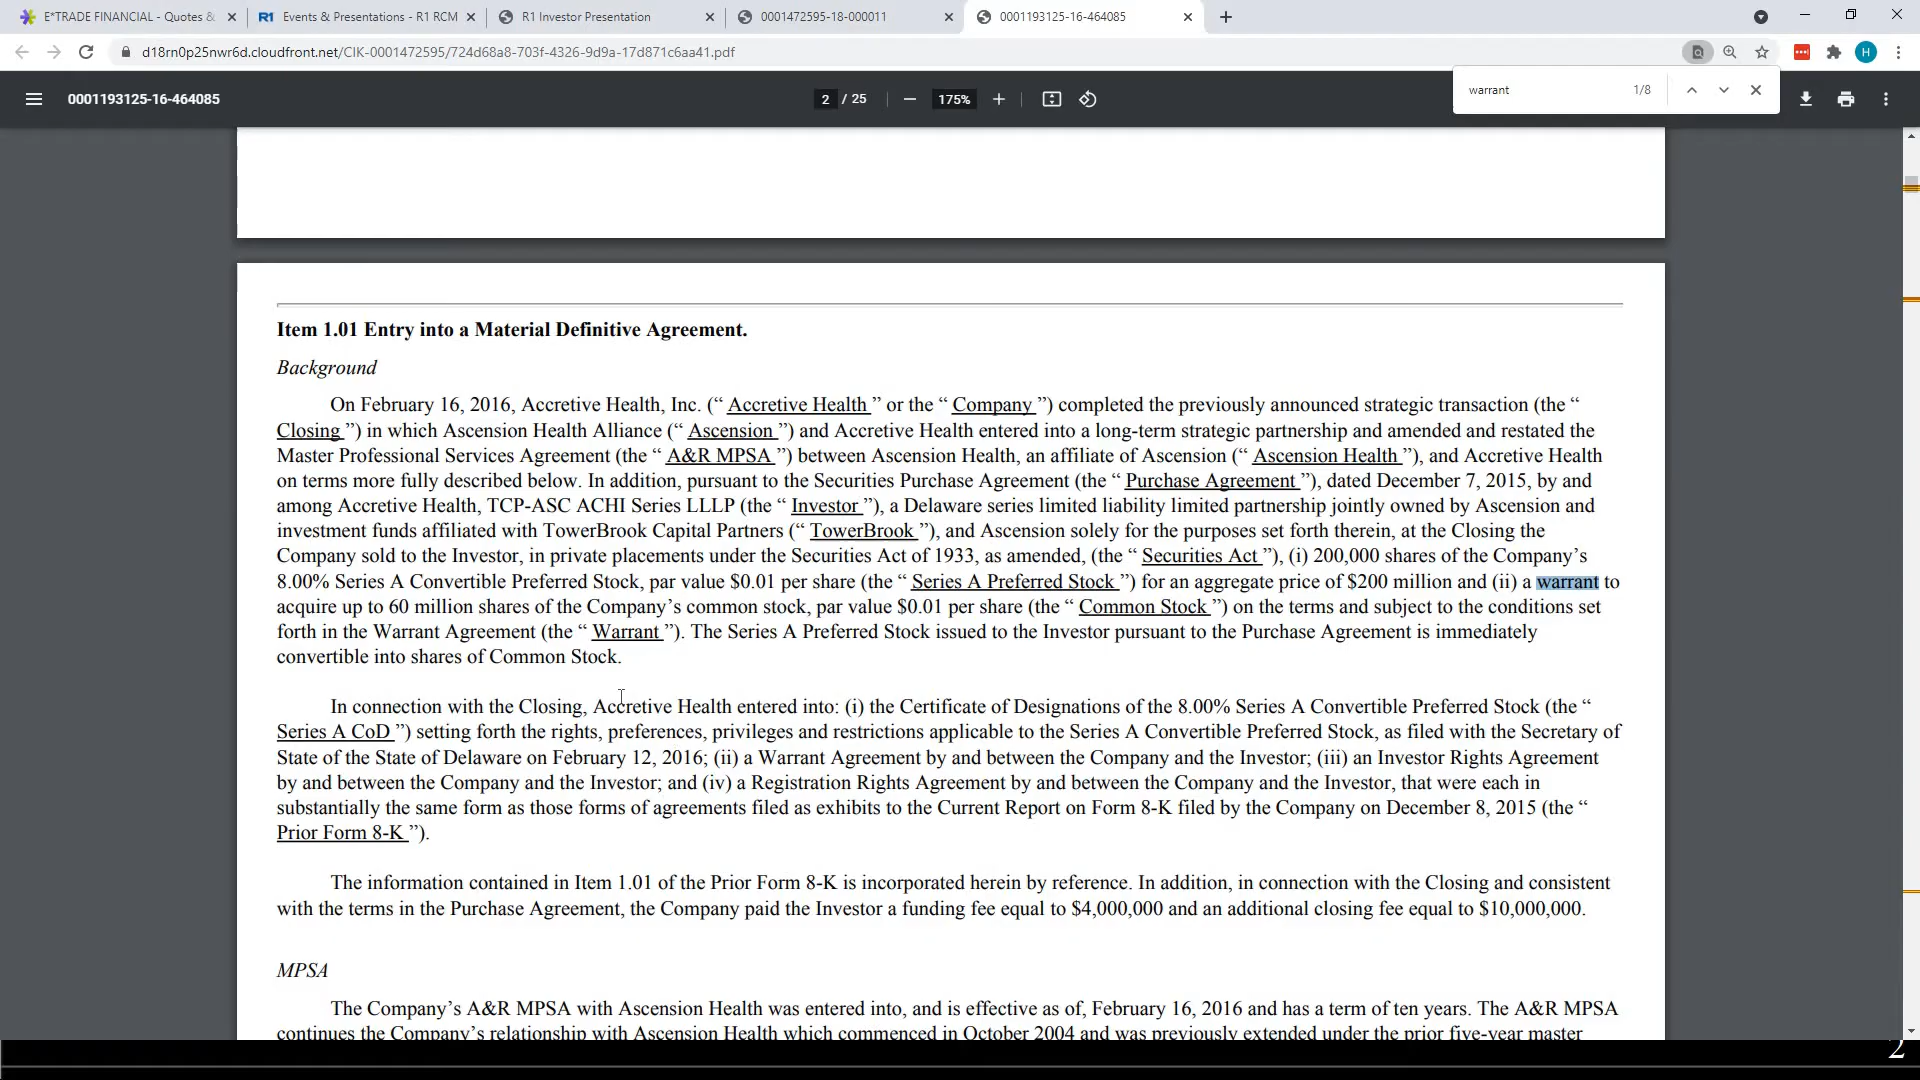 E*TRADE FINANCIAL - Quotes &
Events & Presentations - R1 RCM
R1 Investor Presentation
0001472595-18-000011
0001193125-16-464085
d18rn0p25nwr6d.cloudfront.net/CIK-0001472595/724d68a8-703f-4326-9d9a-17d871c6aa41.pdf
H
0001193125-16-464085
2 / 25
175%
warrant
1/8
Item 1.01 Entry into a Material Definitive Agreement.
Background
On February 16, 2016, Accretive Health, Inc. (“ Accretive Health ” or the “ Company ”) completed the previously announced strategic transaction (the “
Closing ”) in which Ascension Health Alliance (“ Ascension ”) and Accretive Health entered into a long-term strategic partnership and amended and restated the
Master Professional Services Agreement (the “ A&R MPSA ”) between Ascension Health, an affiliate of Ascension (“ Ascension Health ”), and Accretive Health
on terms more fully described below. In addition, pursuant to the Securities Purchase Agreement (the “ Purchase Agreement ”), dated December 7, 2015, by and
among Accretive Health, TCP-ASC ACHI Series LLLP (the “ Investor ”), a Delaware series limited liability limited partnership jointly owned by Ascension and
investment funds affiliated with TowerBrook Capital Partners (“ TowerBrook ”), and Ascension solely for the purposes set forth therein, at the Closing the
Company sold to the Investor, in private placements under the Securities Act of 1933, as amended, (the “ Securities Act ”), (i) 200,000 shares of the Company’s
8.00% Series A Convertible Preferred Stock, par value $0.01 per share (the “ Series A Preferred Stock ”) for an aggregate price of $200 million and (ii) a warrant to
acquire up to 60 million shares of the Company’s common stock, par value $0.01 per share (the “ Common Stock ”) on the terms and subject to the conditions set
forth in the Warrant Agreement (the “ Warrant ”). The Series A Preferred Stock issued to the Investor pursuant to the Purchase Agreement is immediately
convertible into shares of Common Stock.
In connection with the Closing, Accretive Health entered into: (i) the Certificate of Designations of the 8.00% Series A Convertible Preferred Stock (the “
Series A CoD ”) setting forth the rights, preferences, privileges and restrictions applicable to the Series A Convertible Preferred Stock, as filed with the Secretary of
State of the State of Delaware on February 12, 2016; (ii) a Warrant Agreement by and between the Company and the Investor; (iii) an Investor Rights Agreement
by and between the Company and the Investor; and (iv) a Registration Rights Agreement by and between the Company and the Investor, that were each in
substantially the same form as those forms of agreements filed as exhibits to the Current Report on Form 8-K filed by the Company on December 8, 2015 (the “
Prior Form 8-K ”).
The information contained in Item 1.01 of the Prior Form 8-K is incorporated herein by reference. In addition, in connection with the Closing and consistent
with the terms in the Purchase Agreement, the Company paid the Investor a funding fee equal to $4,000,000 and an additional closing fee equal to $10,000,000.
MPSA
The Company’s A&R MPSA with Ascension Health was entered into, and is effective as of, February 16, 2016 and has a term of ten years. The A&R MPSA
continues the Company’s relationship with Ascension Health which commenced in October 2004 and was previously extended under the prior five-year master
2